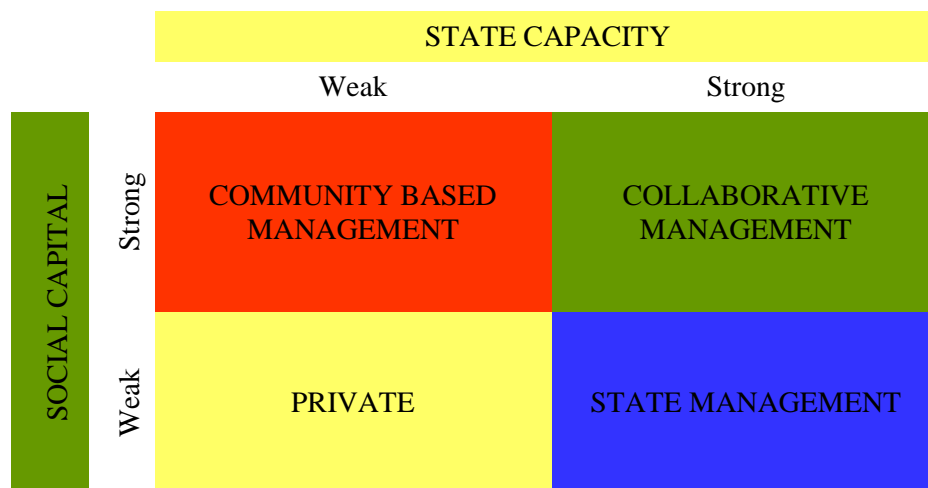 STATE CAPACITY
Weak
Strong
SOCIAL CAPITAL
Strong
COMMUNITY BASED
MANAGEMENT
COLLABORATIVE
MANAGEMENT
Weak
PRIVATE
STATE MANAGEMENT